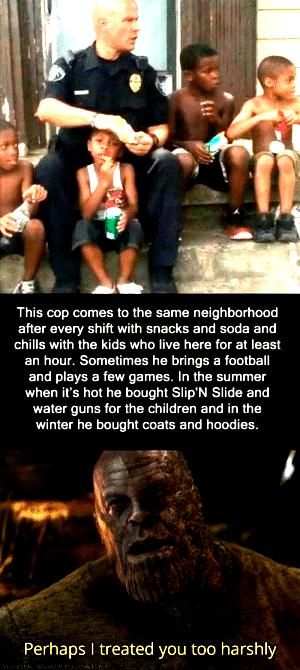 This cop comes to the same neighborhood
after every shift with snacks and soda and
chills with the kids who live here for at least
an hour. Sometimes he brings a football
and plays a few games. In the summer
when it's hot he bought Slip'N Slide and
water guns for the children and in the
winter he bought coats and hoodies.
Perhaps I treated you too harshly